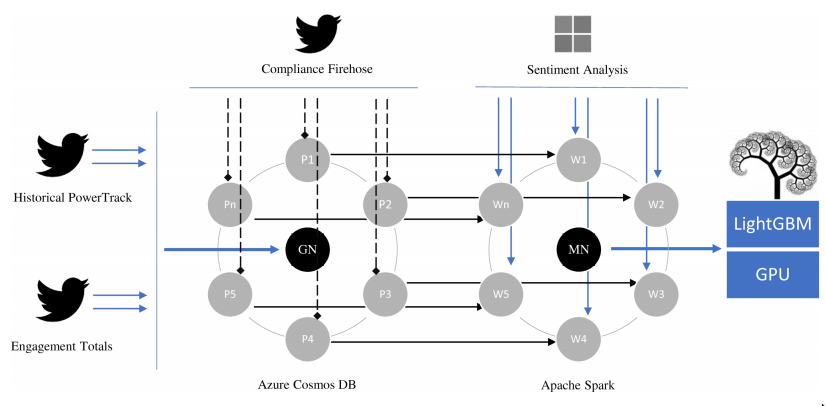 Compliance Firehose
Sentiment Analysis
Historical PowerTrack
Engagement Totals
P1
Pn
P2
GN
P5
P3
P4
Azure Cosmos DB
W1
Wn
W2
MN
W5
W3
W4
Apache Spark
LightGBM
GPU